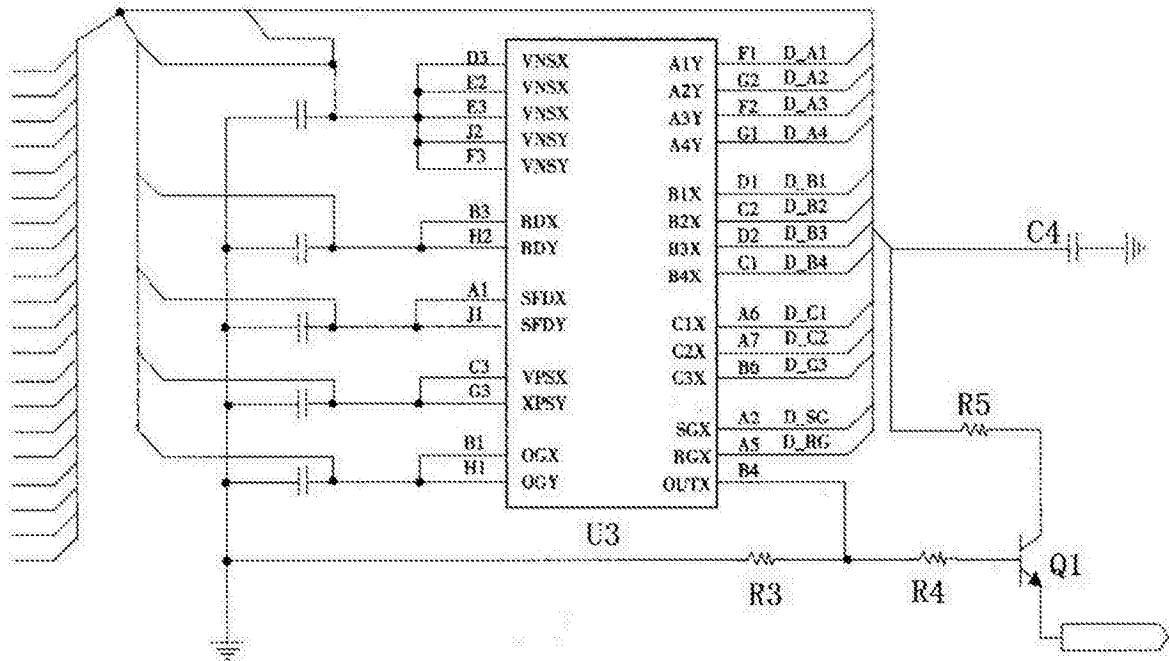 D3 VNSX A1Y F1 D_A1
E2 VNSX A2Y G2 D_A2
E3 VNSX A3Y F2 D_A3
J2 VNSY A4Y G1 D_A4
F3 VNSY
B1X D1 D_B1
B3 BDX B2X C2 D_B2
H2 BDY B3X D2 D_B3
B4X C1 D_B4
C4
A1 SFDX
J1 SFDY C1X A6 D_C1
C2X A7 D_C2
C3 VPSX C3X B6 D_C3
G3 XPSY
R5
SGX A2 D_SG
B1 OGX RGX A5 D_RG
H1 OGY OUTX B4
U3
R3 R4 Q1